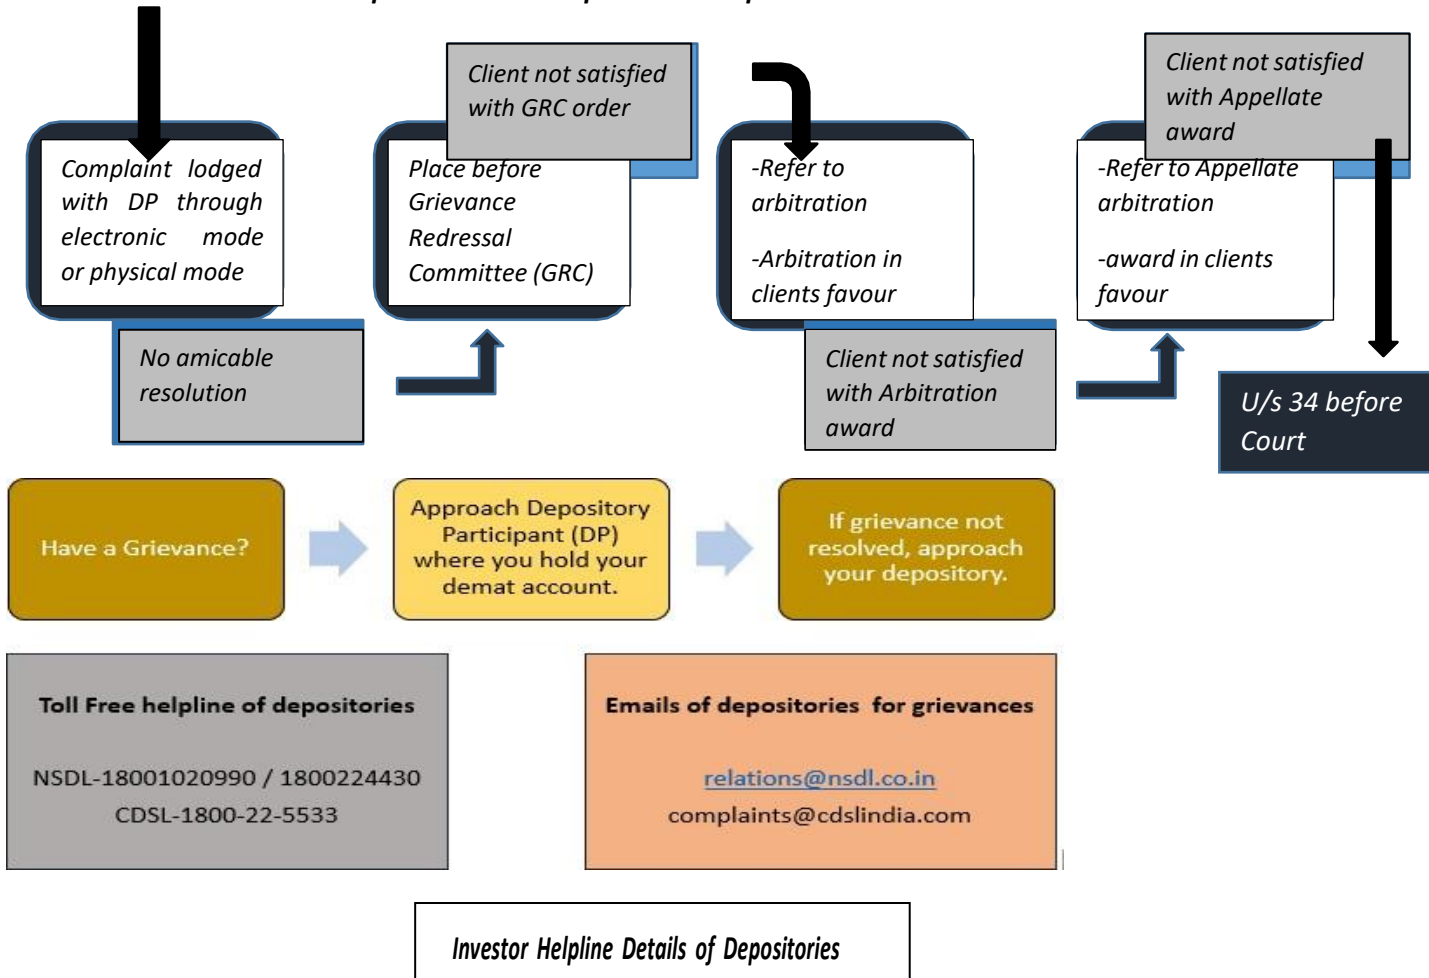 Client not satisfied
with GRC order
Client not satisfied
with Appellate
award
Complaint lodged
with DP through
electronic mode
or physical mode
Place before
Grievance
Redressal
Committee (GRC)
-Refer to
arbitration
-Arbitration in
clients favour
-Refer to Appellate
arbitration
-award in clients
favour
No amicable
resolution
Client not satisfied
with Arbitration
award
U/s 34 before
Court
Have a Grievance?
Approach Depository
Participant (DP)
where you hold your
demat account.
If grievance not
resolved, approach
your depository.
Toll Free helpline of depositories
NSDL-18001020990 / 1800224430
CDSL-1800-22-5533
Emails of depositories for grievances
relations@nsdl.co.in
complaints@cdslindia.com
Investor Helpline Details of Depositories